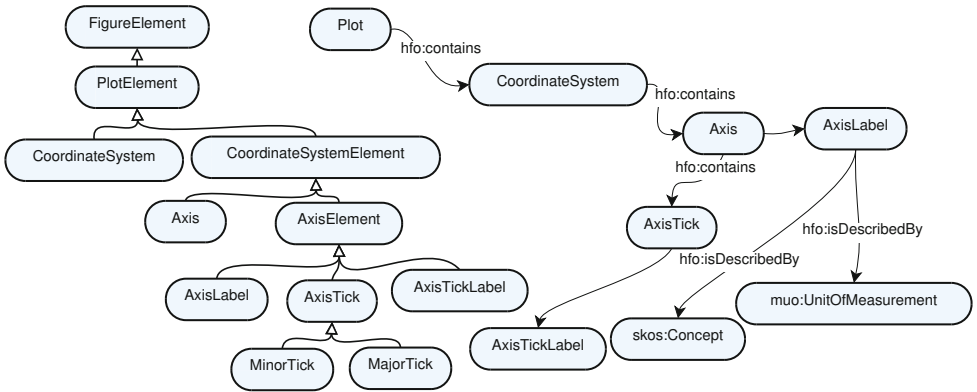 FigureElement
PlotElement
CoordinateSystem
CoordinateSystemElement
Axis
AxisElement
AxisLabel
AxisTick
AxisTickLabel
MinorTick
MajorTick
Plot
hfo:contains
CoordinateSystem
hfo:contains
Axis
AxisLabel
hfo:contains
AxisTick
hfo:isDescribedBy
hfo:isDescribedBy
AxisTickLabel
skos:Concept
muo:UnitOfMeasurement